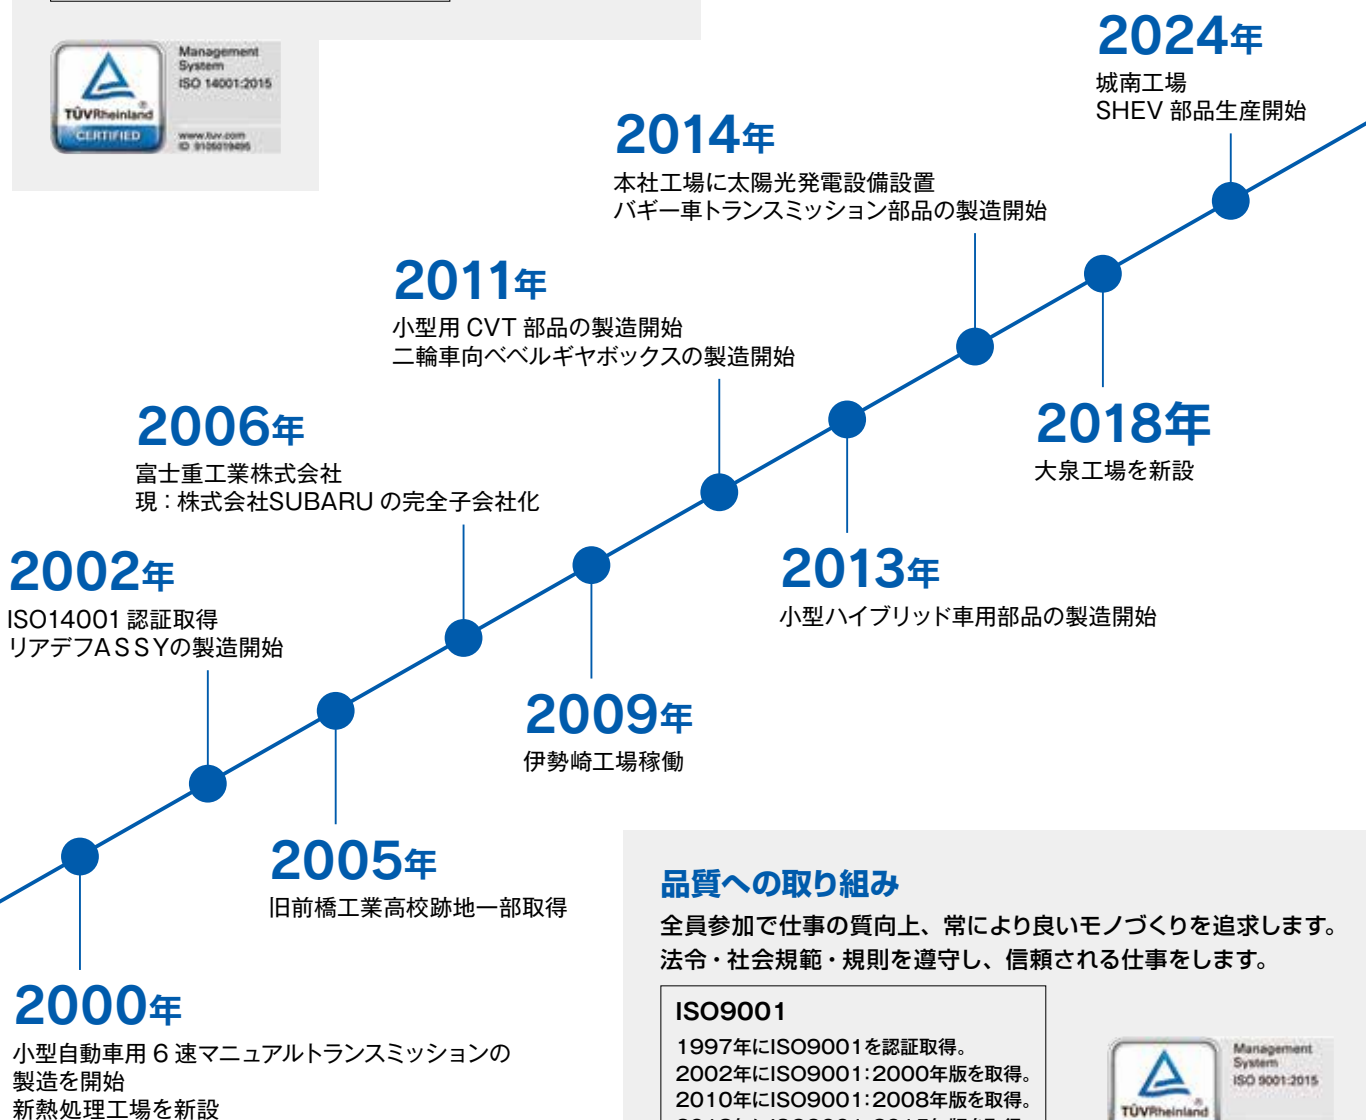 Management
System
ISO 14001:2015
TÜVRheinland®
CERTIFIED
www.tuv.com
ID 9105019495
2024年
城南工場
SHEV 部品生産開始
2014年
本社工場に太陽光発電設備設置
バギー車トランスミッション部品の製造開始
2011年
小型用 CVT 部品の製造開始
二輪車向ベベルギヤボックスの製造開始
2018年
大泉工場を新設
2006年
富士重工業株式会社
現：株式会社SUBARU の完全子会社化
2013年
小型ハイブリッド車用部品の製造開始
2002年
ISO14001 認証取得
リアデフASSYの製造開始
2009年
伊勢崎工場稼働
2005年
旧前橋工業高校跡地一部取得
2000年
小型自動車用 6 速マニュアルトランスミッションの
製造を開始
新熱処理工場を新設
品質への取り組み
全員参加で仕事の質向上、常により良いモノづくりを追求します。
法令・社会規範・規則を遵守し、信頼される仕事をします。
ISO9001
1997年にISO9001を認証取得。
2002年にISO9001:2000年版を取得。
2010年にISO9001:2008年版を取得。
Management
System
ISO 9001:2015
TÜVRheinland